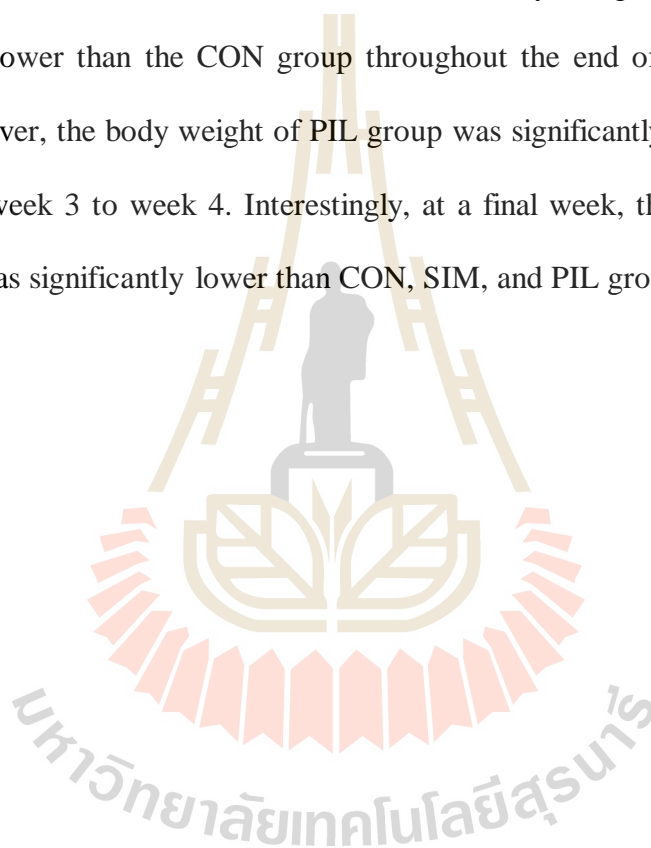 ower than the CON group throughout the end of
ver, the body weight of PIL group was significantly
week 3 to week 4. Interestingly, at a final week, th
as significantly lower than CON, SIM, and PIL gro
มหาวิทยาลัยเทคโนโลยีสุรนารี